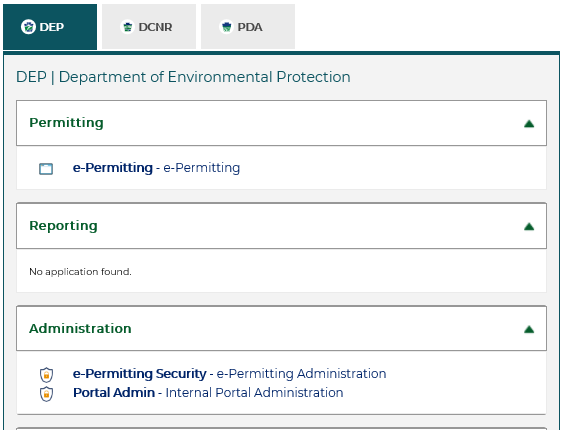 DEP DCNR PDA
DEP | Department of Environmental Protection
Permitting
e-Permitting - e-Permitting
Reporting
No application found.
Administration
e-Permitting Security - e-Permitting Administration
Portal Admin - Internal Portal Administration